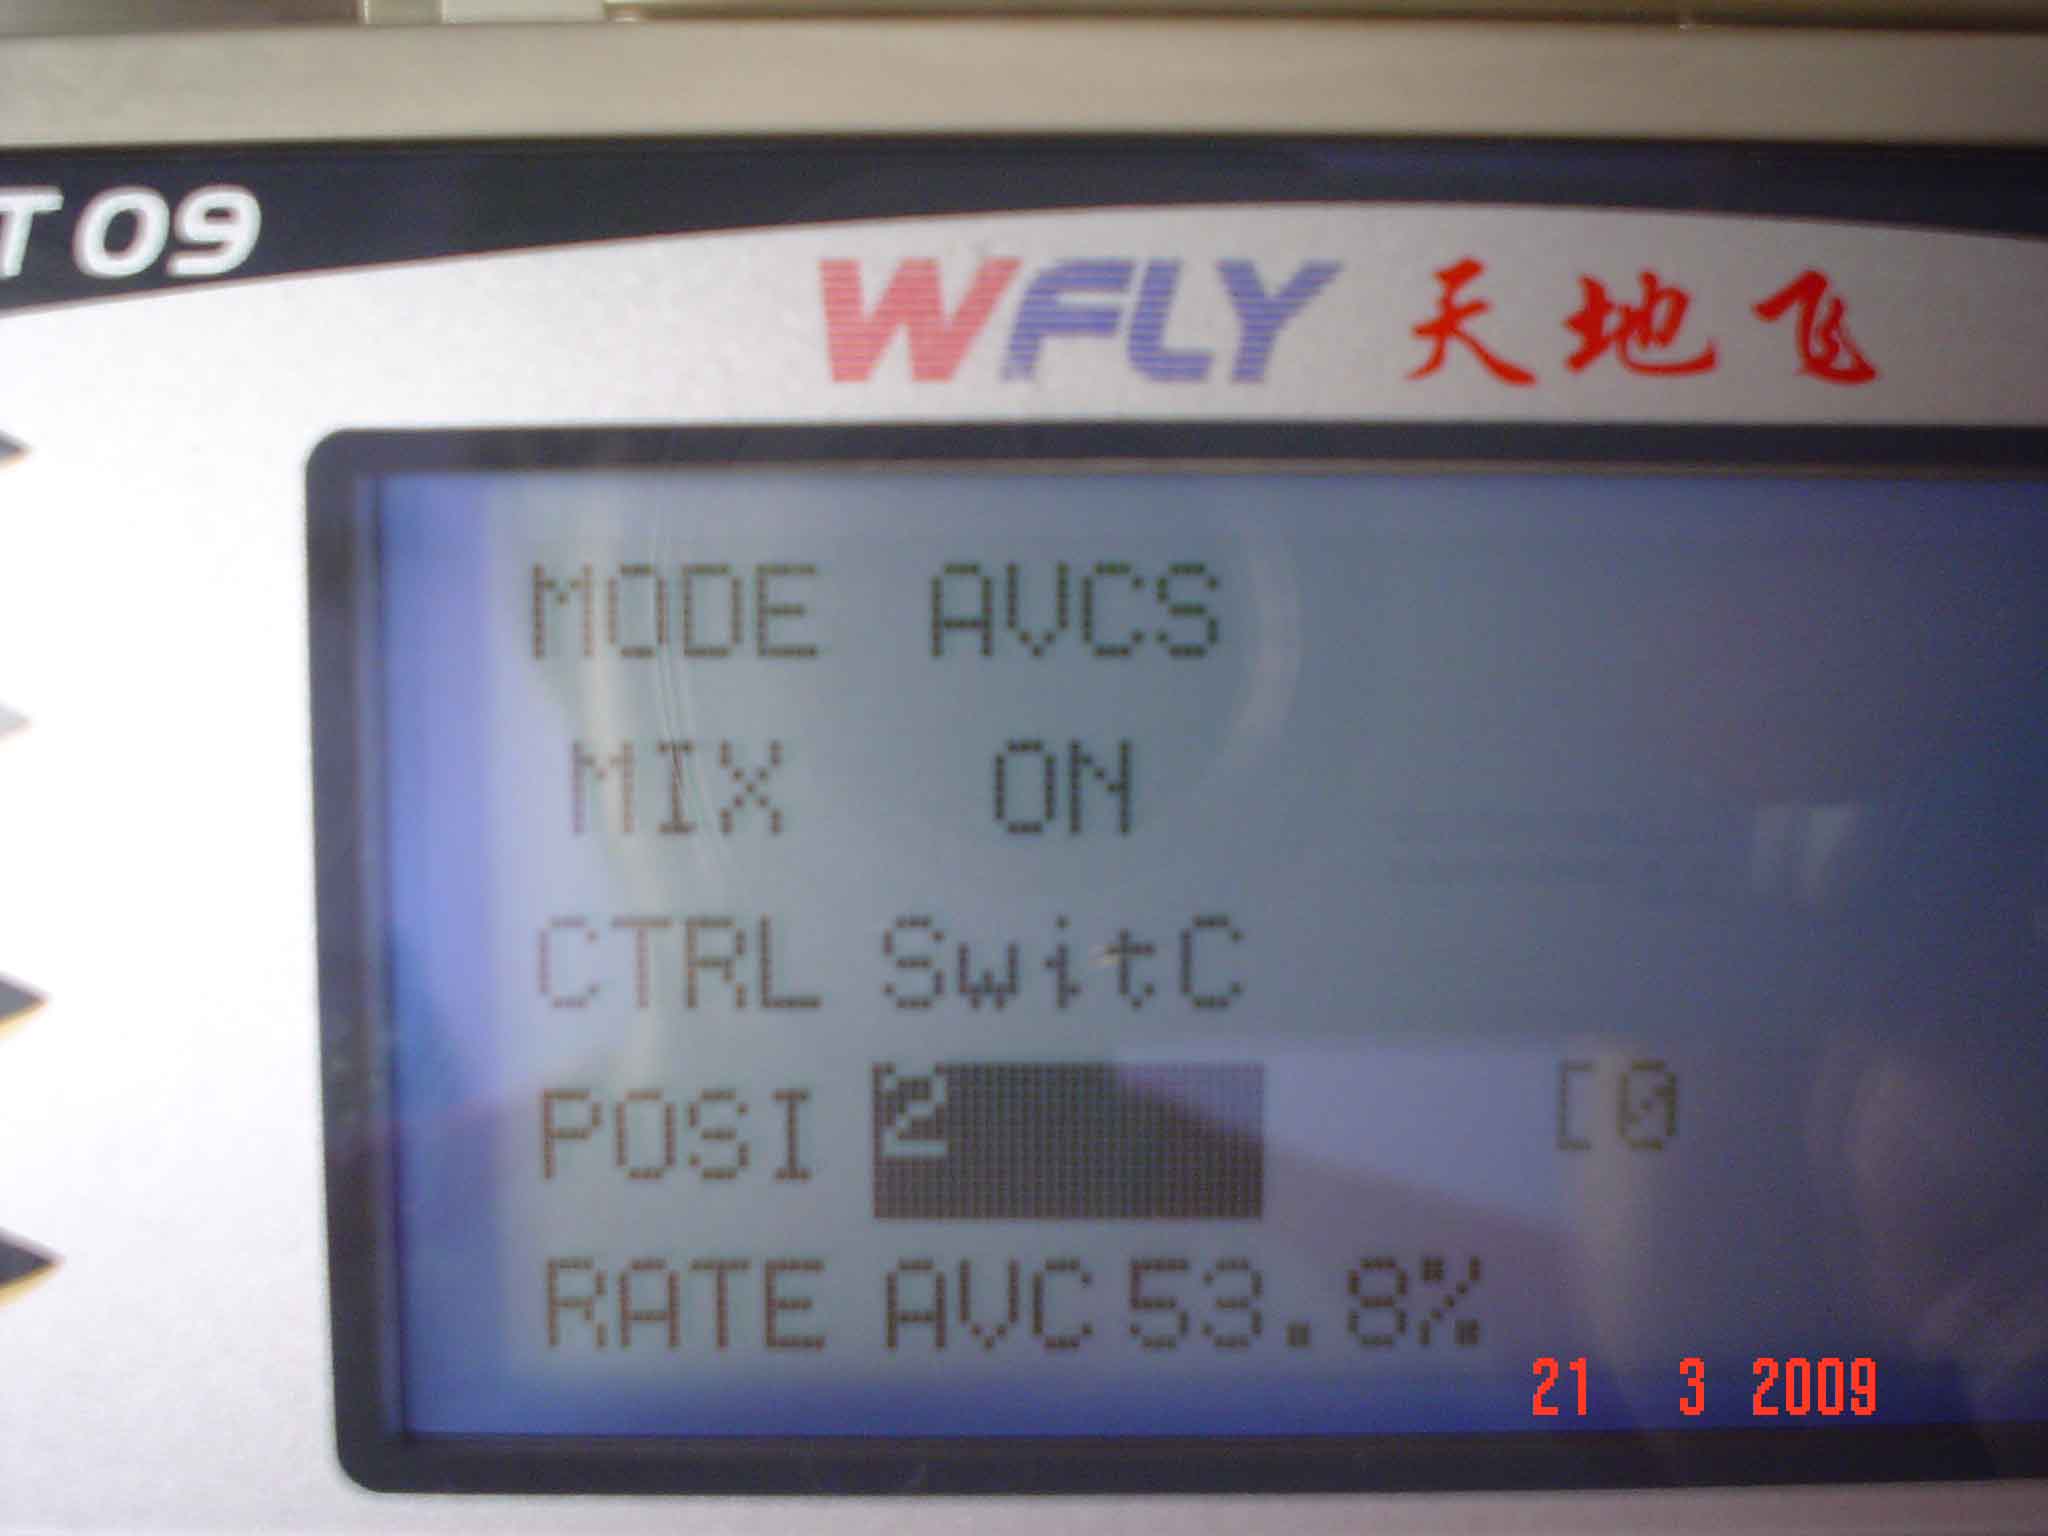 T09
WFLY 天地飞
MODE AVCS
MIX ON
CTRL SwitC
POSI 2 [0
RATE AVC 53.8%
21 3 2009